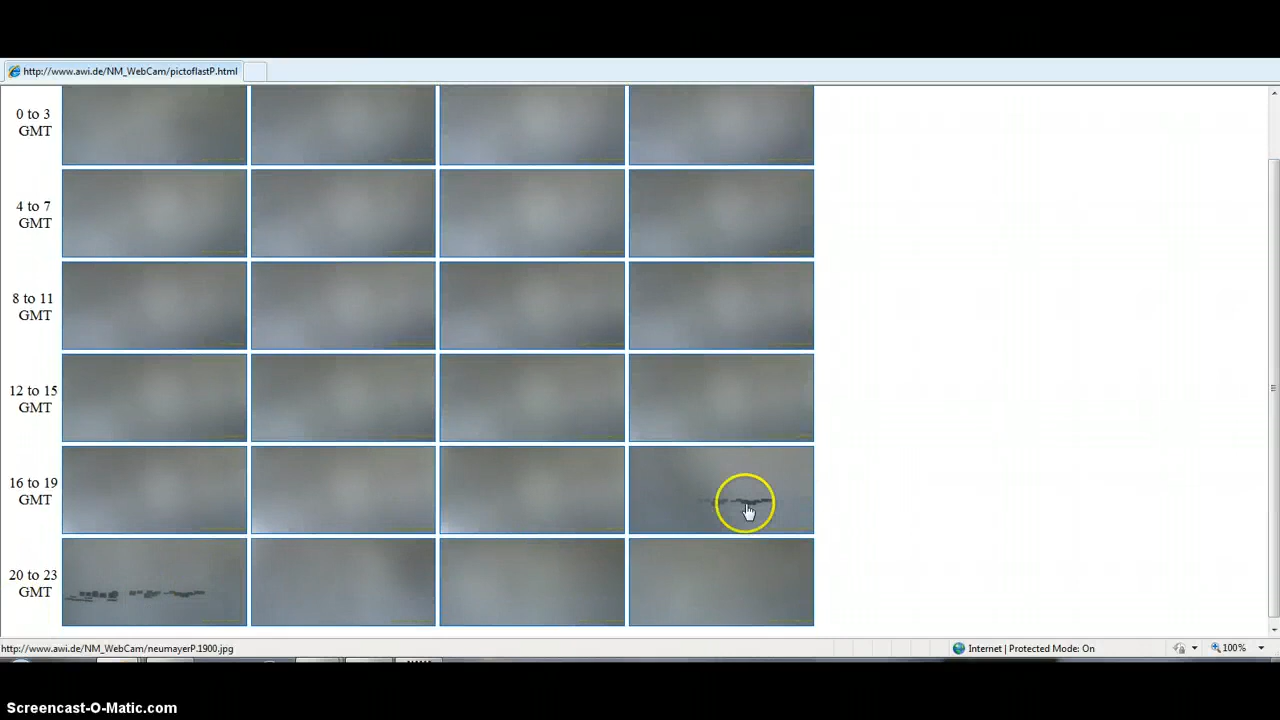 http://www.awi.de/NM_WebCam/pictoflastP.html
0 to 3
GMT
4 to 7
GMT
8 to 11
GMT
12 to 15
GMT
16 to 19
GMT
20 to 23
GMT
http://www.awi.de/NM_WebCam/neumayerP.1900.jpg
Internet | Protected Mode: On
100%
Screencast-O-Matic.com